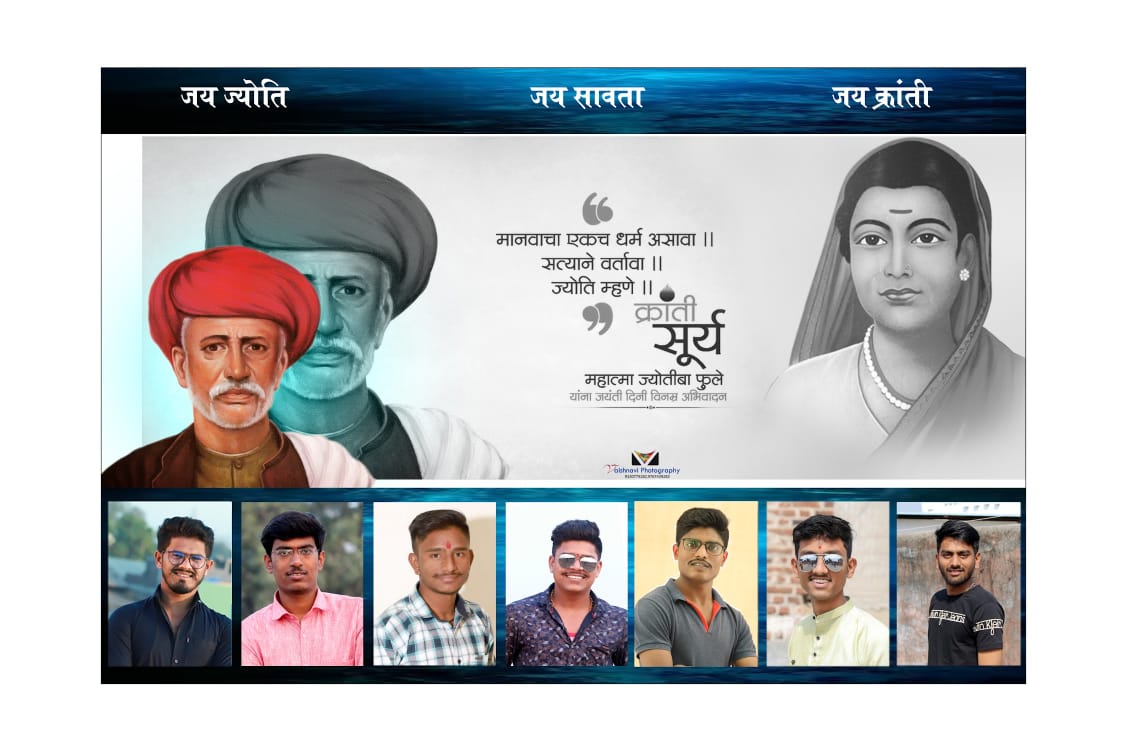 जय ज्योति
जय सावता
जय क्रांती
मानवाचा एकच धर्म असावा ||
सत्याने वर्तावा ||
ज्योति म्हणे ||
क्रांती
सूर्य
महात्मा ज्योतीबा फुले
यांना जयंती दिनी विनम्र अभिवादन
Vaishnavi Photography